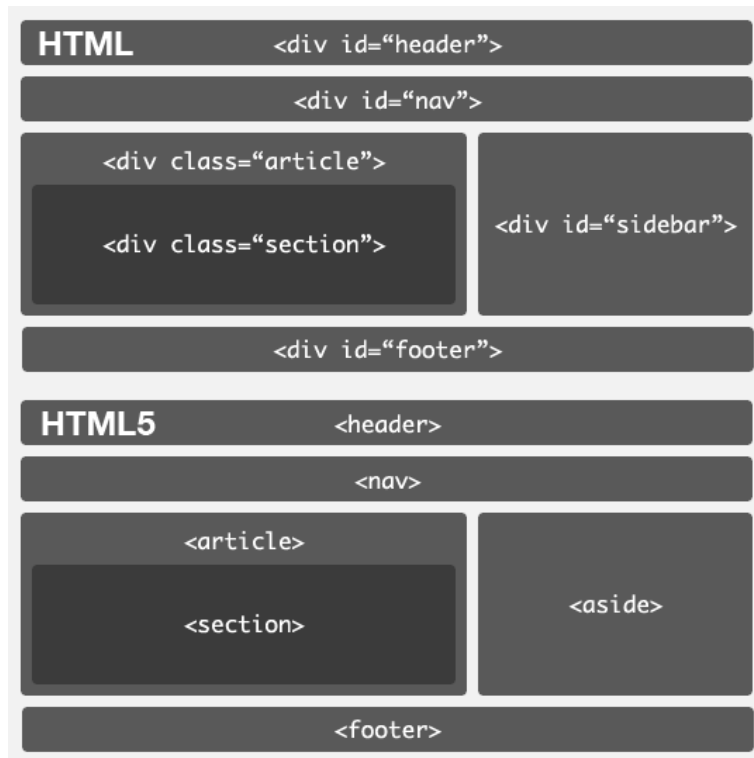 HTML <div id=“header”>
<div id=“nav”>
<div class=“article”>
<div class=“section”>
<div id=“sidebar”>
<div id=“footer”>
HTML5 <header>
<nav>
<article>
<section>
<aside>
<footer>